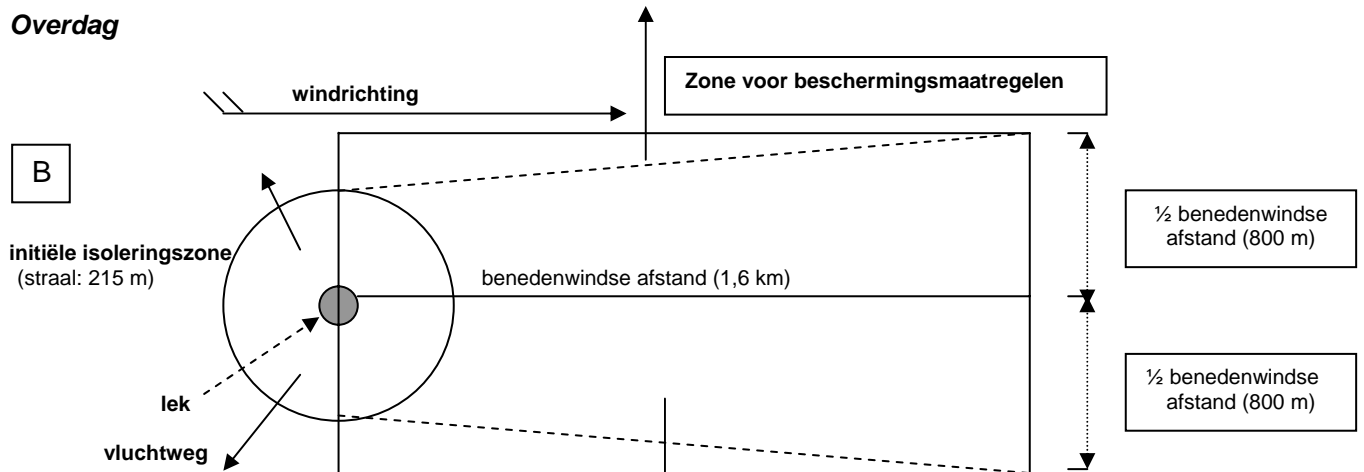 Overdag
Zone voor beschermingsmaatregelen
windrichting
B
½ benedenwindse
afstand (800 m)
initiële isoleringszone
(straal: 215 m)
benedenwindse afstand (1,6 km)
½ benedenwindse
afstand (800 m)
lek
vluchtweg